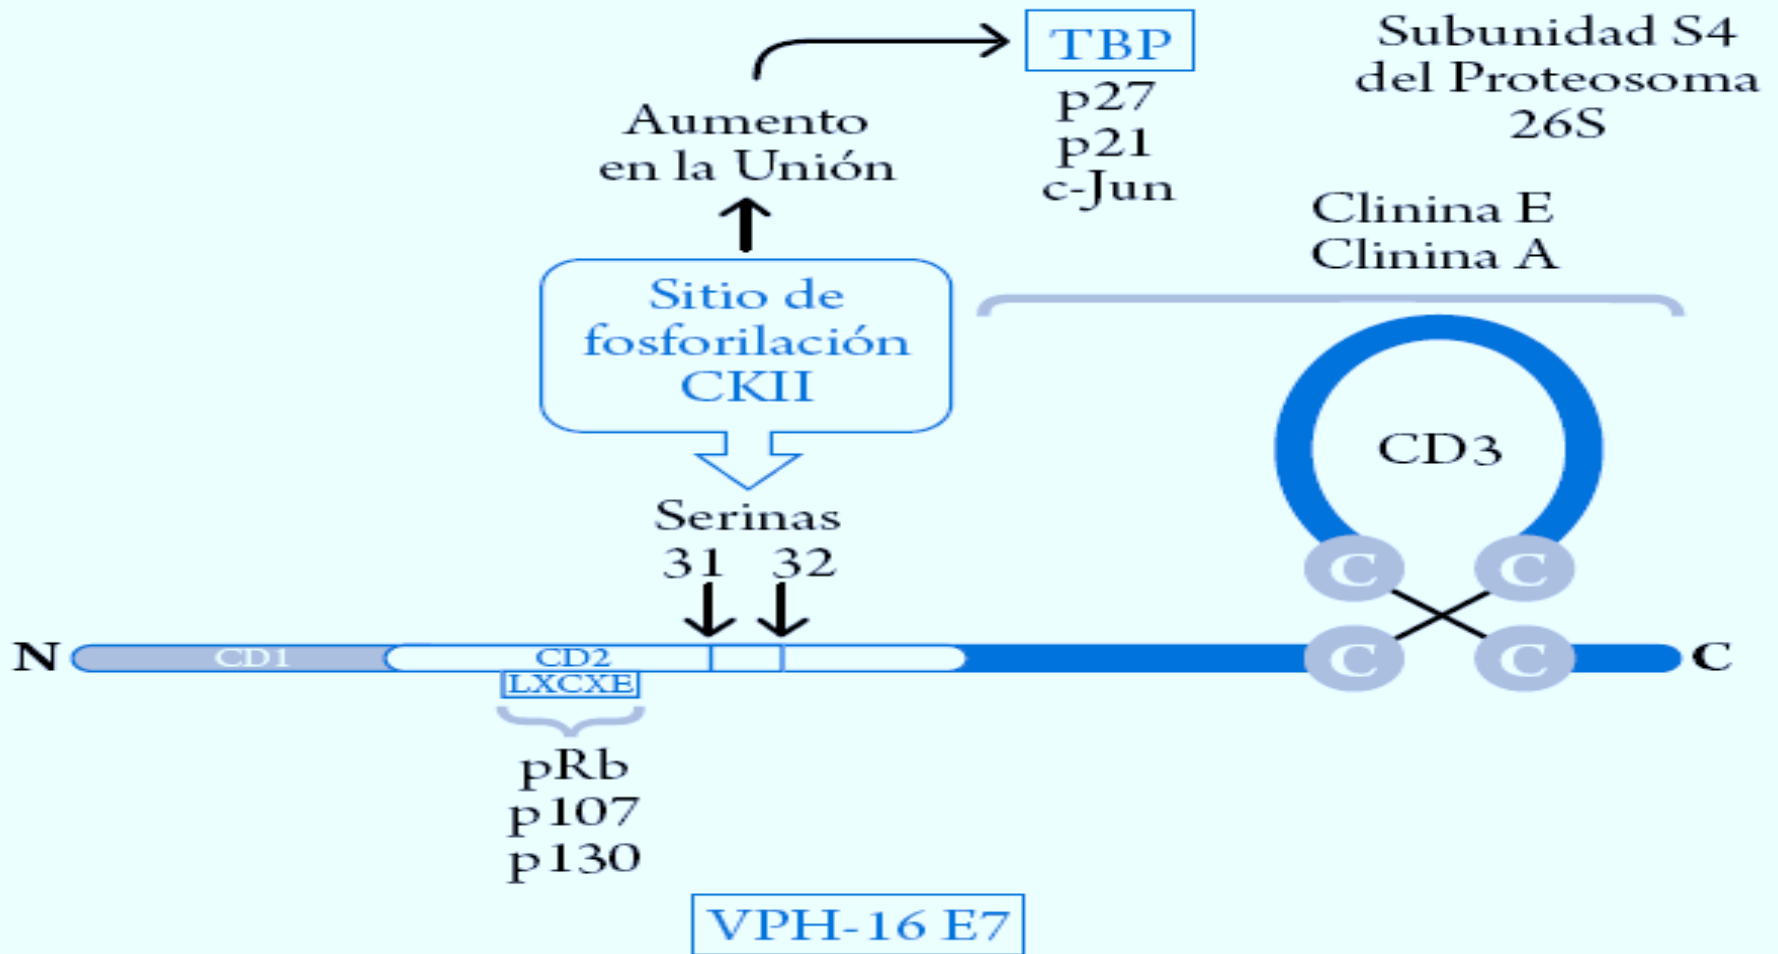 TBP
p27
p21
c-Jun
Subunidad S4
del Proteosoma
26S
Aumento
en la Unión
Clinina E
Clinina A
Sitio de
fosforilación
CKII
CD3
Serinas
31 32
C C
N CD1 CD2 C C C
LXCXE
pRb
p107
p130
VPH-16 E7